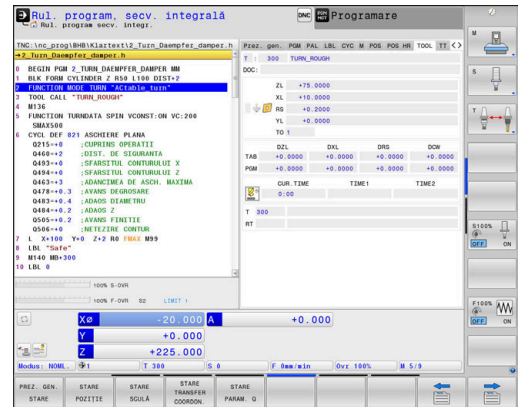 Rul. program, secv. integrală
Rul. program secv. integr.
DNC
Programare
TNC:\nc_prog\BHB\Klartext\2_Turn_Daempfer_damper.h
→2_Turn_Daempfer_damper.h
0 BEGIN PGM 2_TURN_DAEMPFER_DAMPER MM
1 BLK FORM CYLINDER Z R50 L100 DIST+2
2 FUNCTION MODE TURN "ACtable_turn"
3 TOOL CALL "TURN_ROUGH"
4 M136
5 FUNCTION TURNDATA SPIN VCONST:ON VC:200
SMAX500
6 CYCL DEF 821 ASCHIERE PLANA
Q215=+0 ;CUPRINS OPERATII
Q460=+2 ;DIST. DE SIGURANTA
Q493=+0 ;SFARSITUL CONTURULUI X
Q494=+0 ;SFARSITUL CONTURULUI Z
Q463=+3 ;ADANCIMEA DE ASCH. MAXIMA
Q478=+0.3 ;AVANS DEGROSARE
Q483=+0.4 ;ADAOS DIAMETRU
Q484=+0.2 ;ADAOS Z
Q505=+0.2 ;AVANS FINITIE
Q506=+0 ;NETEZIRE CONTUR
7 L X+100 Y+0 Z+2 R0 FMAX M99
8 LBL "Safe"
9 M140 MB+300
10 LBL 0
Prez. gen. PGM PAL LBL CYC M POS POS HR TOOL TT
T : 300 TURN_ROUGH
DOC:
ZL +75.0000
XL +10.0000
RS +0.2000
YL +0.0000
TO 1
DZL DXL DRS DCW
TAB +0.0000 +0.0000 +0.0000 +0.0000
PGM +0.0000 +0.0000 +0.0000 +0.0000
CUR.TIME TIME1 TIME2
0:00
T 300
RT
100% S-OVR
100% F-OVR S2 LIMIT 1
X⌀ -20.000 A +0.000
Y +0.000
Z +225.000
Modus: NOML. 1 T 300 S 0 F 0mm/min Ovr 100% M 5/9
PREZ. GEN. STARE
STARE POZIŢIE
STARE SCULĂ
STARE TRANSFER COORDON.
STARE PARAM. Q
M
S
T
S100%
OFF ON
F100%
OFF ON